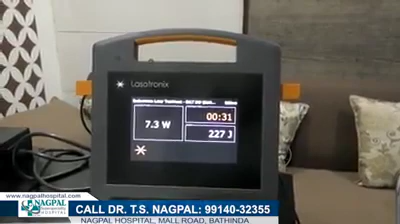 Lasotronix
00:31
7.3 W
227 J
www.nagpalhospital.com
NAGPAL
HOSPITAL
CALL DR. T.S. NAGPAL: 99140-32355
NAGPAL HOSPITAL, MALL ROAD, BATHINDA